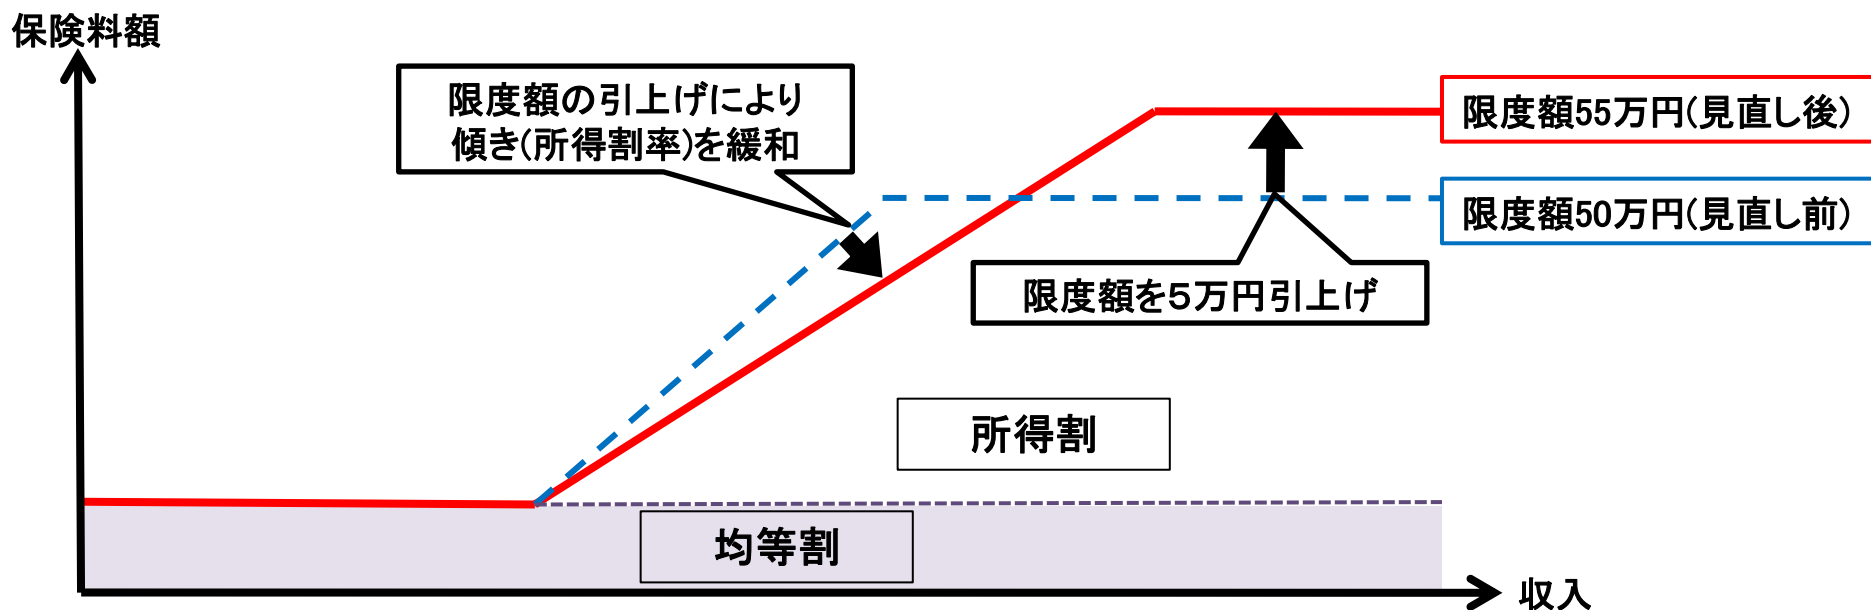 保険料額
限度額の引上げにより
傾き(所得割率)を緩和
限度額55万円(見直し後)
限度額50万円(見直し前)
限度額を５万円引上げ
所得割
均等割
収入